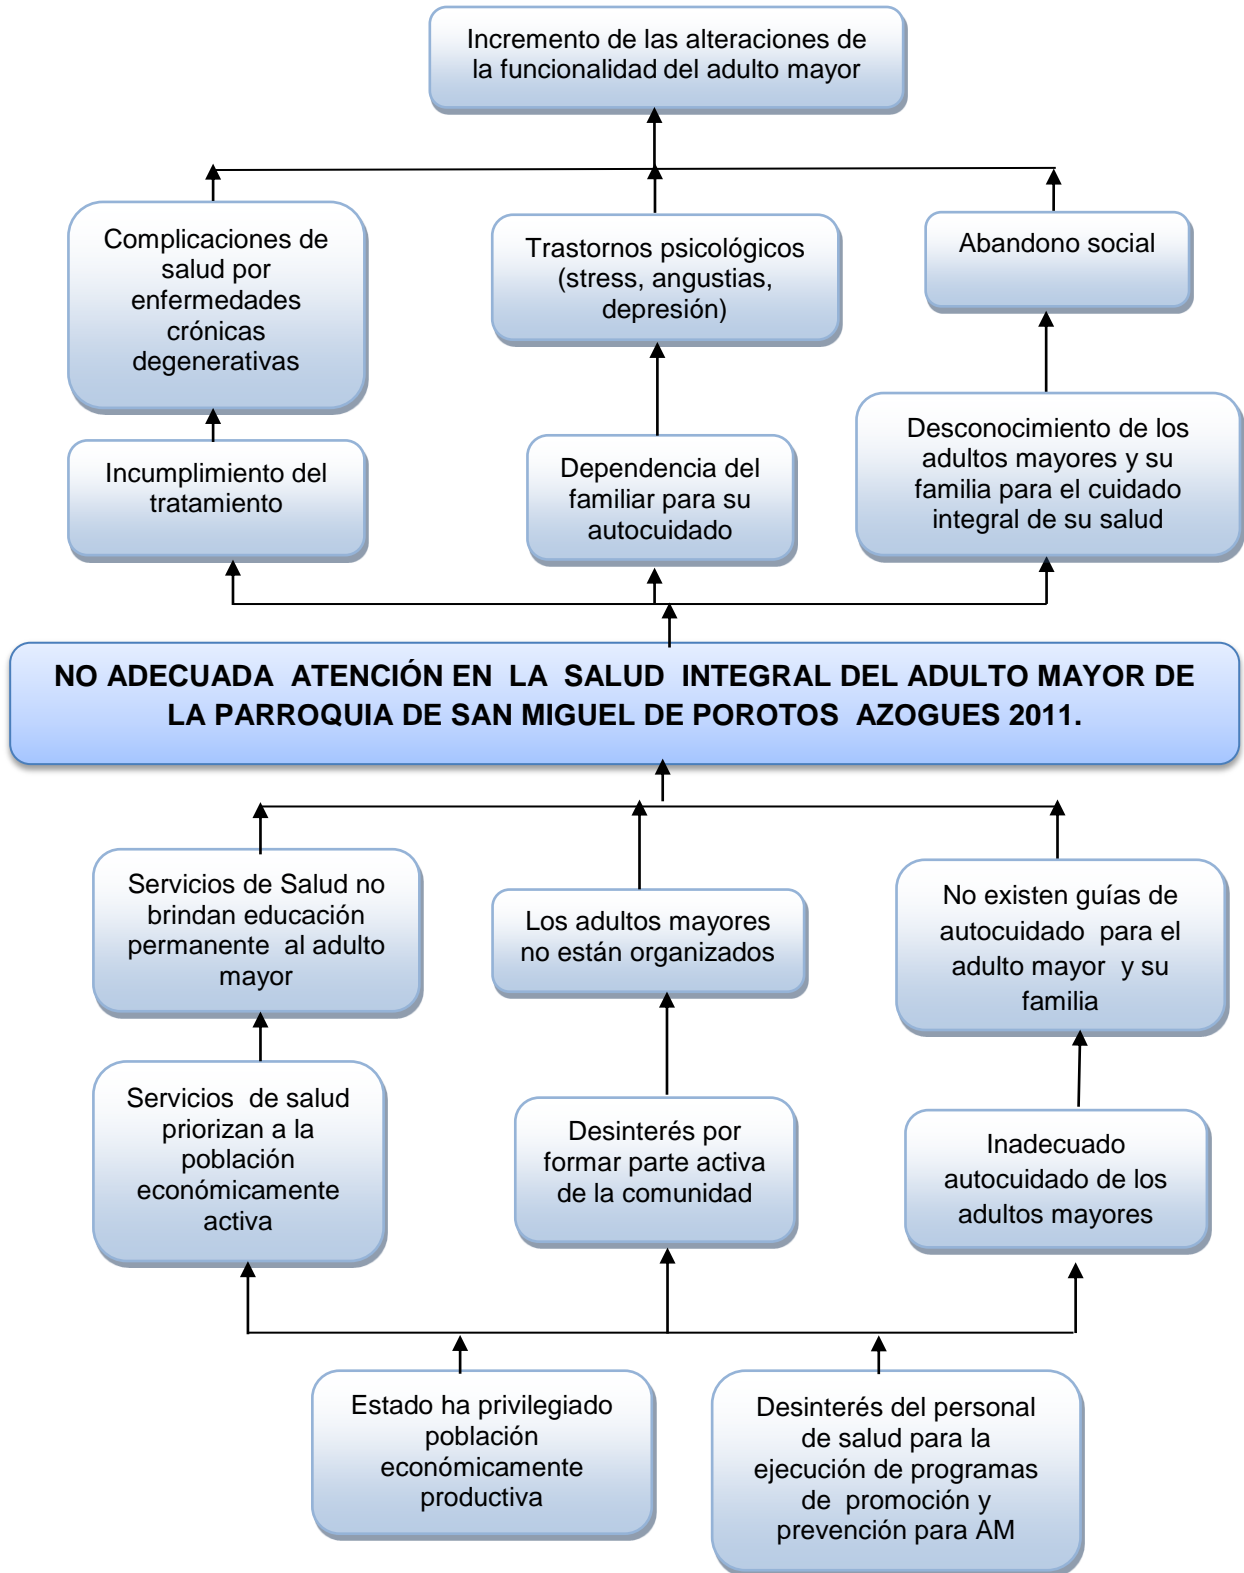 Incremento de las alteraciones de
la funcionalidad del adulto mayor
Complicaciones de
salud por
enfermedades
crónicas
degenerativas
Trastornos psicológicos
(stress, angustias,
depresión)
Abandono social
Incumplimiento del
tratamiento
Dependencia del
familiar para su
autocuidado
Desconocimiento de los
adultos mayores y su
familia para el cuidado
integral de su salud
NO ADECUADA ATENCIÓN EN LA SALUD INTEGRAL DEL ADULTO MAYOR DE
LA PARROQUIA DE SAN MIGUEL DE POROTOS AZOGUES 2011.
Servicios de Salud no
brindan educación
permanente al adulto
mayor
Los adultos mayores
no están organizados
No existen guías de
autocuidado para el
adulto mayor y su
familia
Servicios de salud
priorizan a la
población
económicamente
activa
Desinterés por
formar parte activa
de la comunidad
Inadecuado
autocuidado de los
adultos mayores
Estado ha privilegiado
población
económicamente
productiva
Desinterés del personal
de salud para la
ejecución de programas
de promoción y
prevención para AM